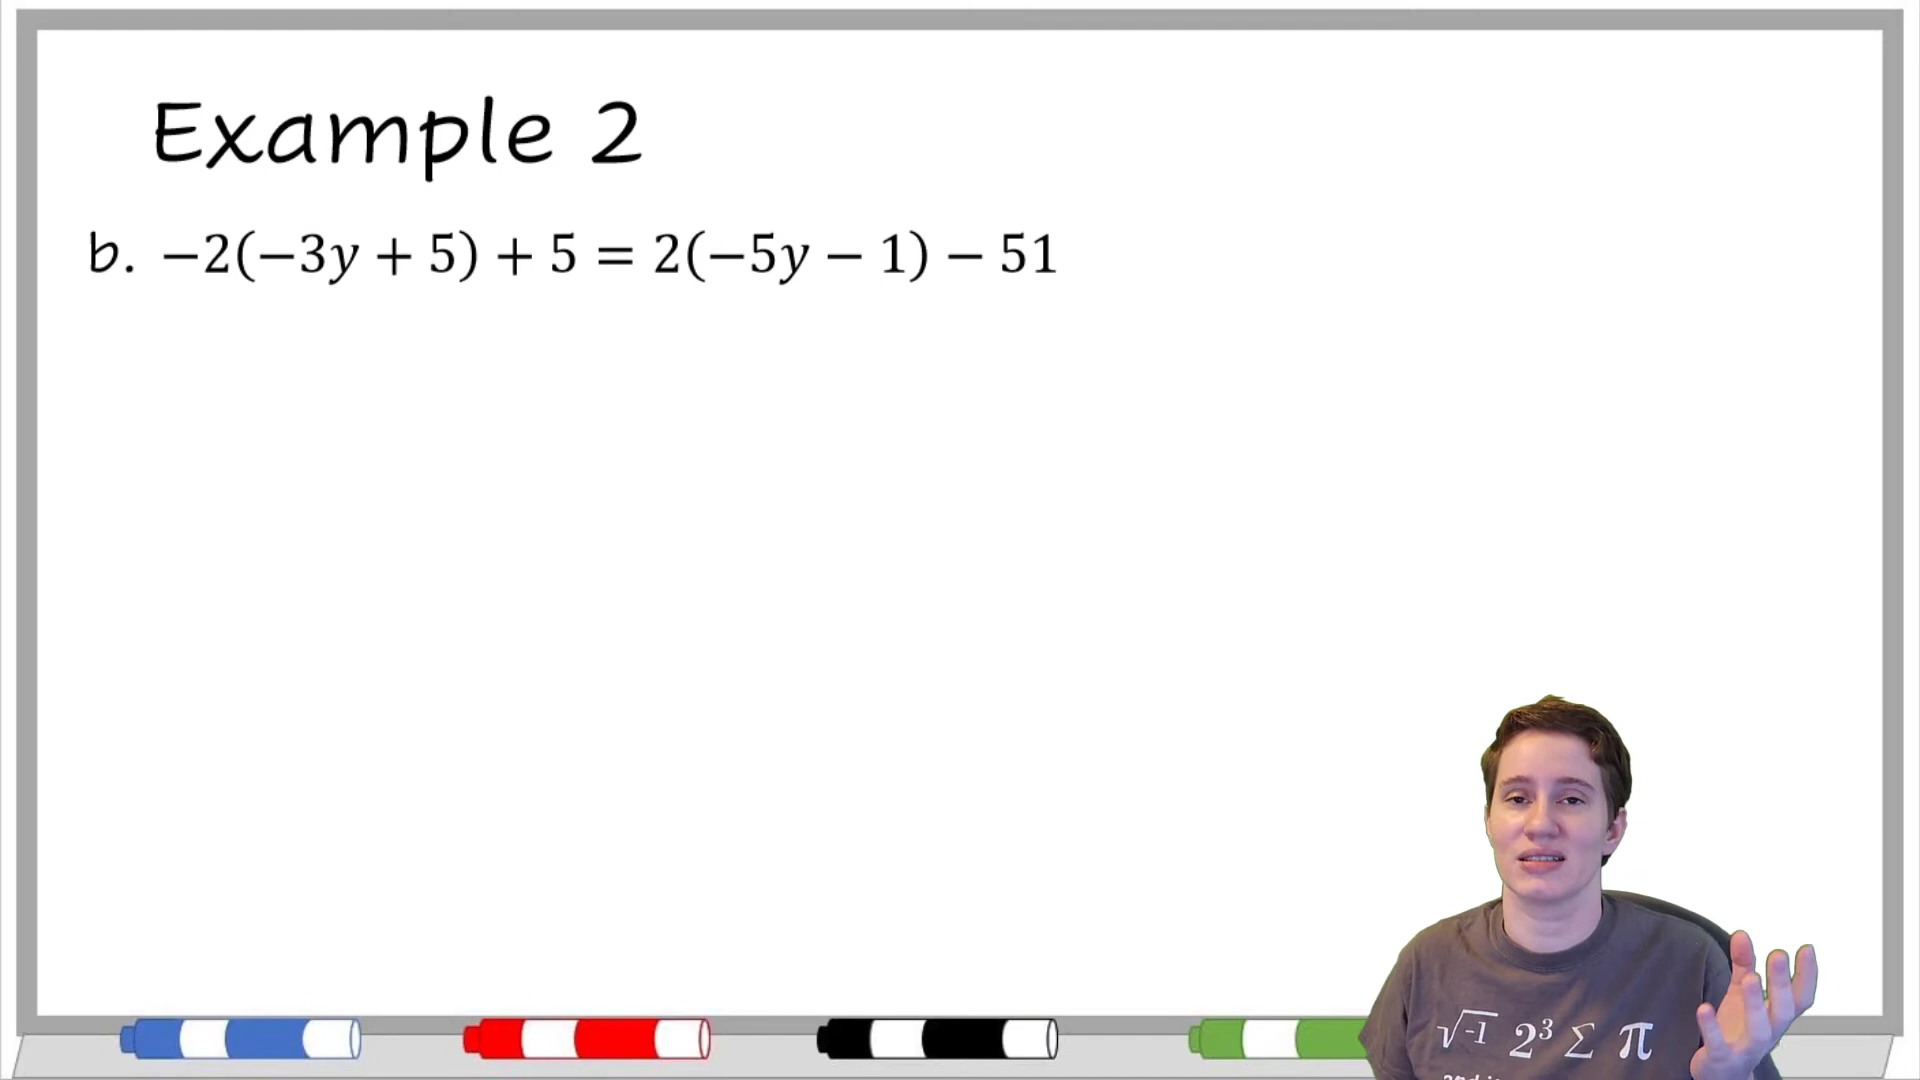 Example 2
b. −2(−3y + 5) + 5 = 2(−5y − 1) − 51
√-1 2³ Σ π